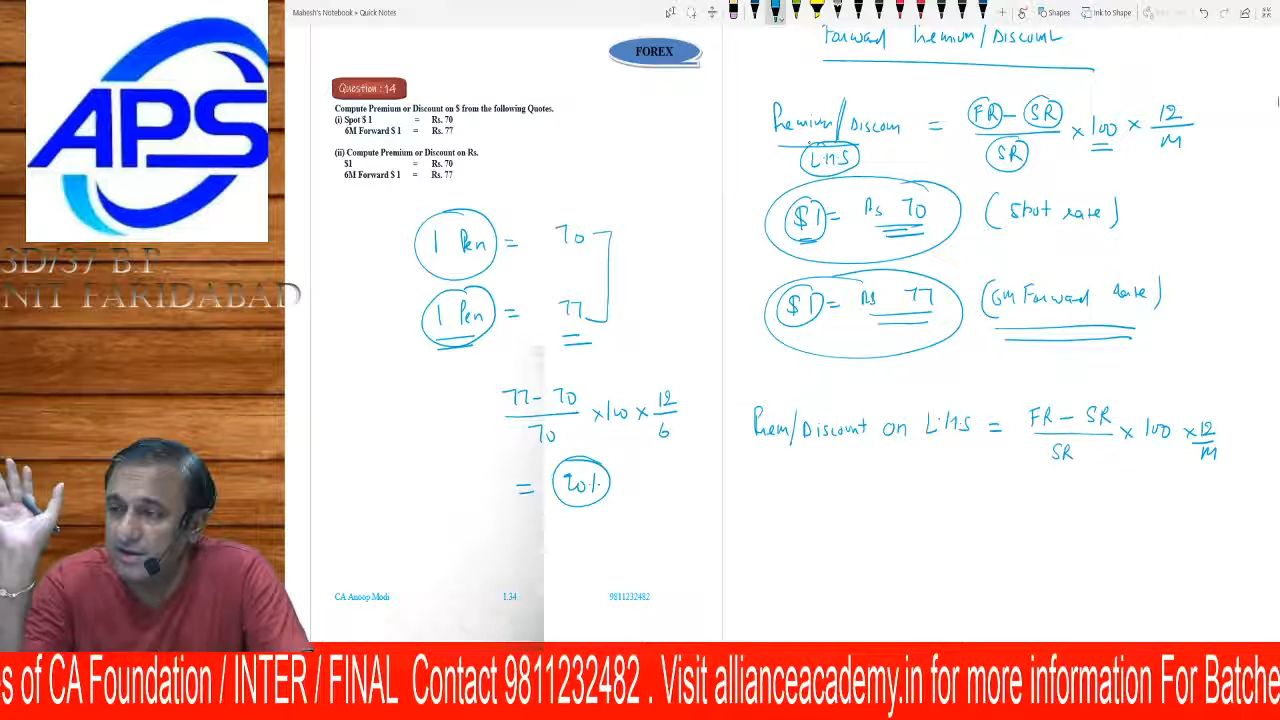 Mahesh's Notebook » Quick Notes
Shapes
Ink to Shape
APS
3D/37 B.P.
NIT FARIDABAD
FOREX
Question : 14
Compute Premium or Discount on $ from the following Quotes.
(i) Spot $ 1 = Rs. 70
6M Forward $ 1 = Rs. 77
(ii) Compute Premium or Discount on Rs.
$1 = Rs. 70
6M Forward $ 1 = Rs. 77
1 Pen = 70
1 Pen = 77
77 - 70
70
× 100 × 12
6
= 20%
CA Anoop Modi
1.34
9811232482
Forward Premium/Discount
Premium/Discoun = FR - SR
SR
× 100 × 12
M
L.H.S
$1 = Rs 70 (Spot rate)
$1 = Rs 77 (6M Forward rate)
Prem/Discount on L.H.S = FR - SR
SR
× 100 × 12
M
s of CA Foundation / INTER / FINAL Contact 9811232482 . Visit allianceacademy.in for more information For Batche